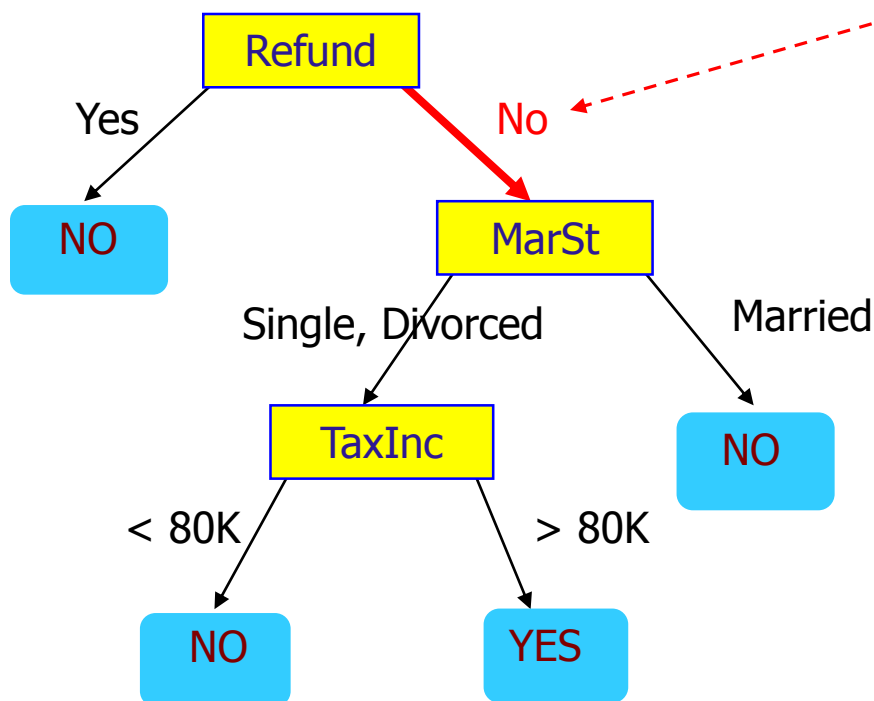 Refund
Yes
No
NO
MarSt
Single, Divorced
Married
TaxInc
NO
< 80K
> 80K
NO
YES